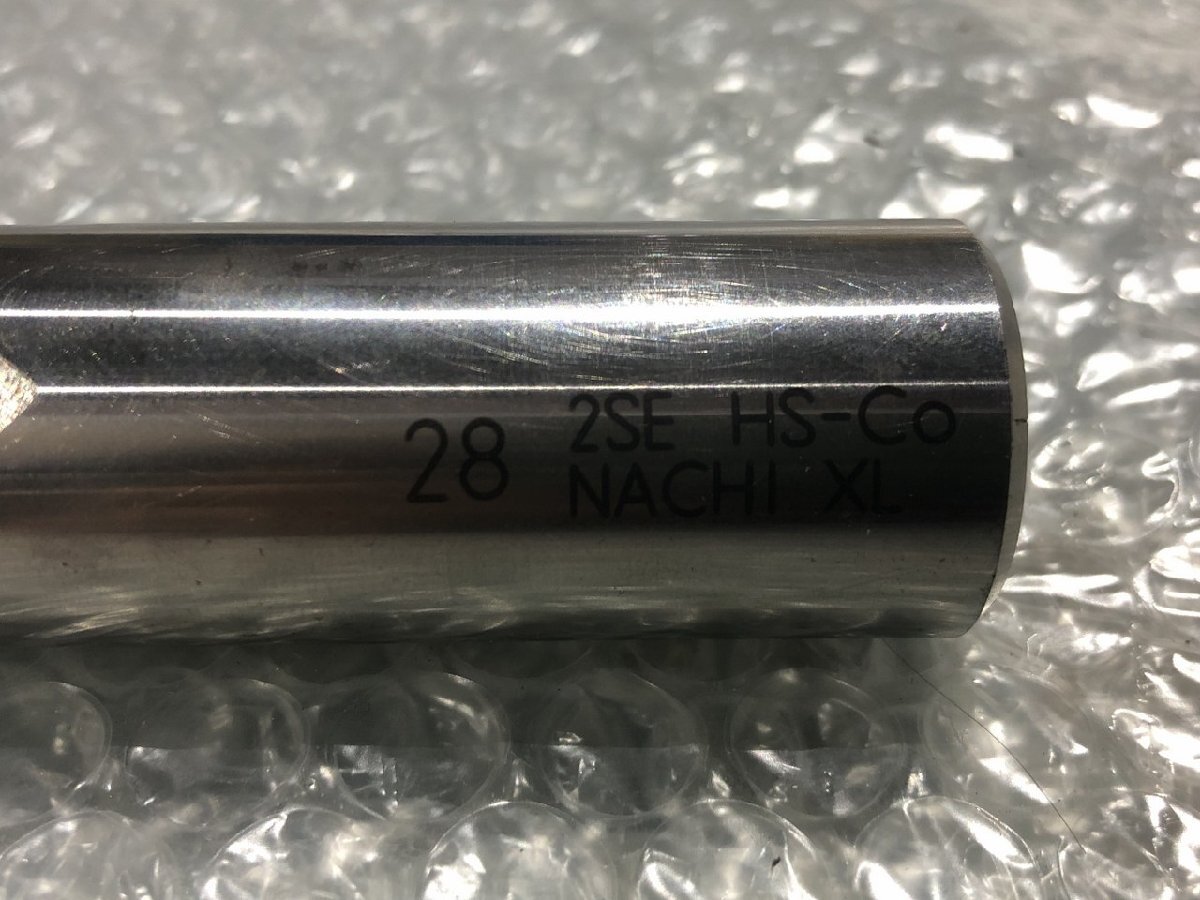 28
2SE HS-Co
NACHI XL